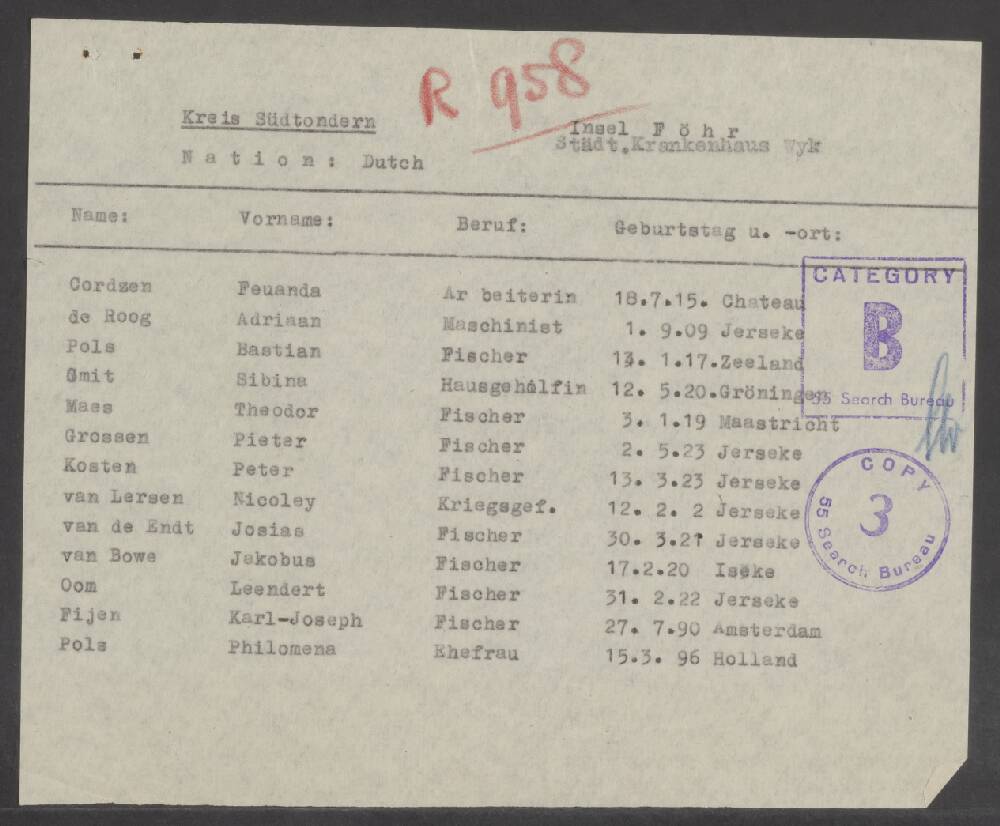 R 958
Kreis Südtondern
Insel F ö h r
Städt.Krankenhaus Wyk
N a t i o n : Dutch
Name: Vorname: Beruf: Geburtstag u. -ort:
Cordzen Feuanda Ar beiterin 18.7.15. Chateau
de Roog Adriaan Maschinist 1. 9.09 Jerseke
Pols Bastian Fischer 13. 1.17.Zeeland
Smit Sibina Hausgehölfin 12. 5.20.Gröningen
Maes Theodor Fischer 3. 1.19 Maastricht
Grossen Pieter Fischer 2. 5.23 Jerseke
Kosten Peter Fischer 13. 3.23 Jerseke
van Lersen Nicoley Kriegsgef. 12. 2. 2 Jerseke
van de Endt Josias Fischer 30. 3.21 Jerseke
van Bowe Jakobus Fischer 17.2.20 Iseke
Oom Leendert Fischer 31. 2.22 Jerseke
Fijen Karl-Joseph Fischer 27. 7.90 Amsterdam
Pols Philomena Ehefrau 15.3. 96 Holland
CATEGORY
B
55 Search Bureau
COPY
3
55 Search Bureau